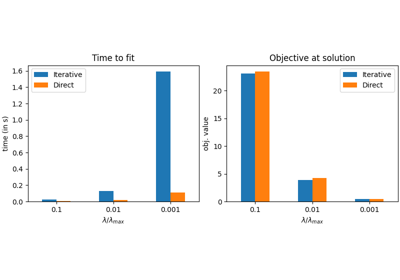 Time to fit
Iterative
Direct
time (in s)
1.6
1.4
1.2
1.0
0.8
0.6
0.4
0.2
0.0
0.1
0.01
0.001
λ/λmax
Objective at solution
Iterative
Direct
obj. value
20
15
10
5
0
0.1
0.01
0.001
λ/λmax